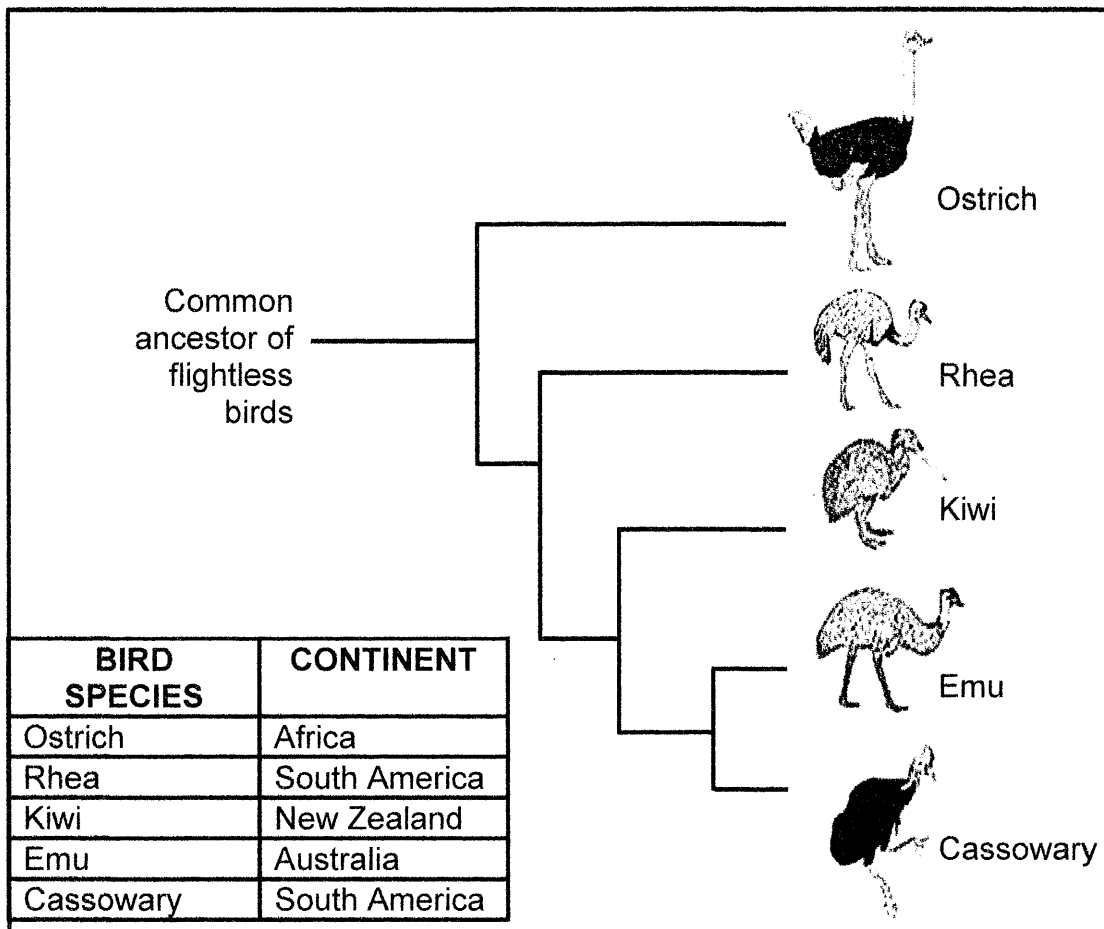 Ostrich
Common
ancestor of
flightless
birds
Rhea
Kiwi
Emu
Cassowary
BIRD SPECIES CONTINENT
Ostrich Africa
Rhea South America
Kiwi New Zealand
Emu Australia
Cassowary South America